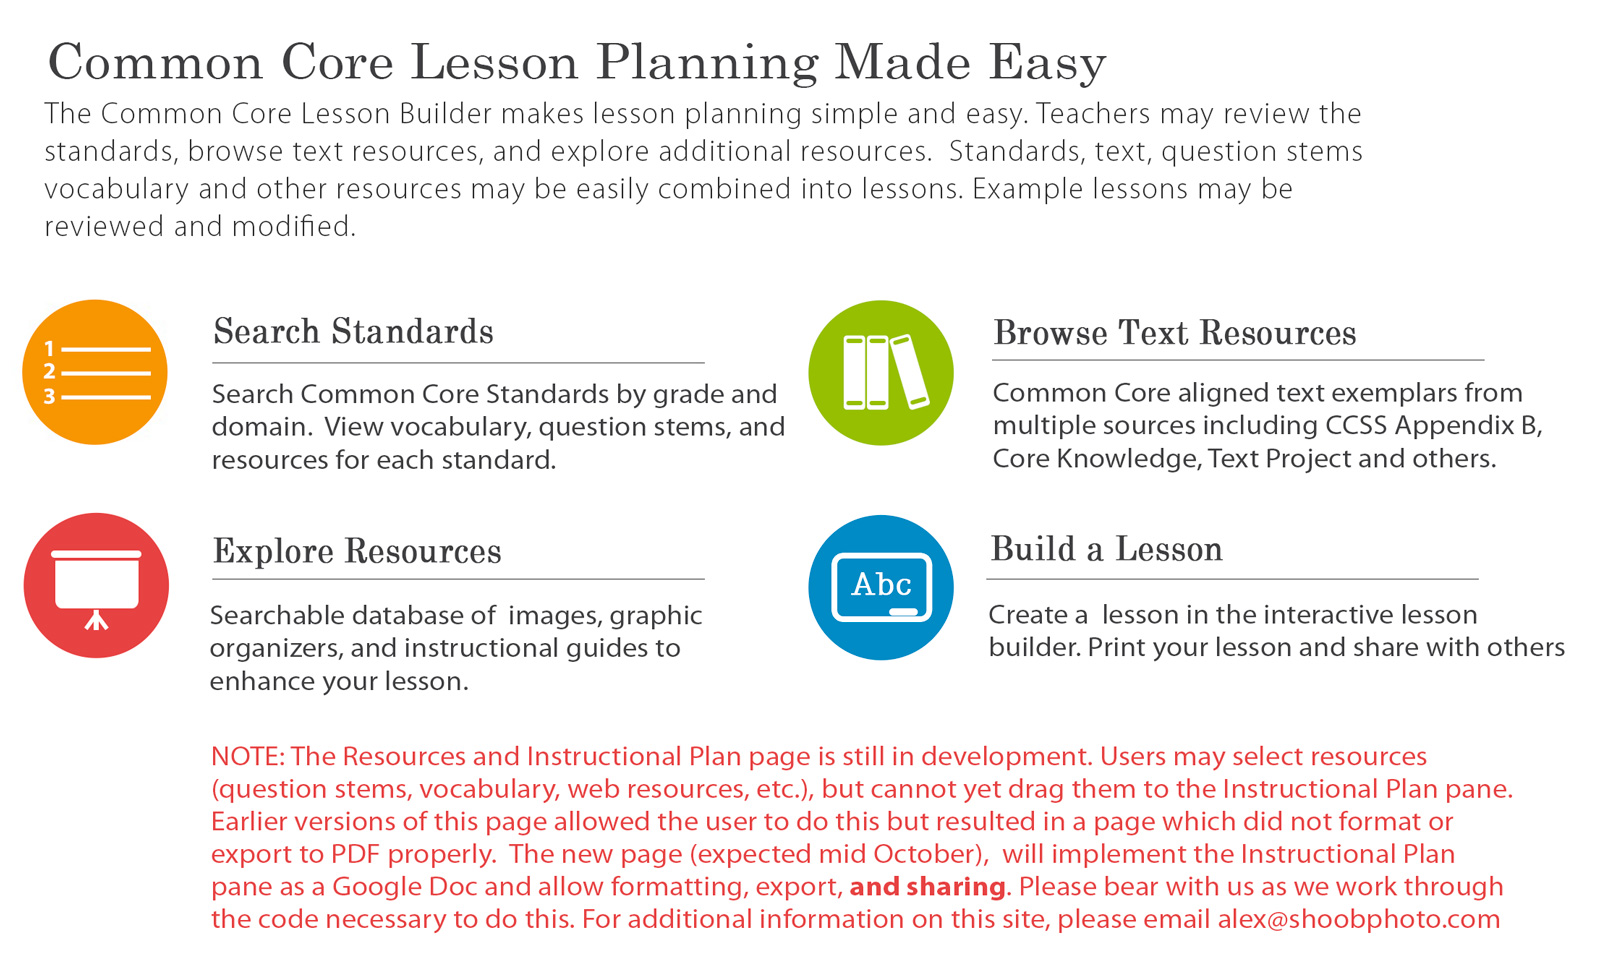 Common Core Lesson Planning Made Easy
The Common Core Lesson Builder makes lesson planning simple and easy. Teachers may review the
standards, browse text resources, and explore additional resources.  Standards, text, question stems
vocabulary and other resources may be easily combined into lessons. Example lessons may be
reviewed and modified.
1
2
3
Search Standards
Search Common Core Standards by grade and
domain.  View vocabulary, question stems, and
resources for each standard.
Browse Text Resources
Common Core aligned text exemplars from
multiple sources including CCSS Appendix B,
Core Knowledge, Text Project and others.
Explore Resources
Searchable database of  images, graphic
organizers, and instructional guides to
enhance your lesson.
Abc
Build a Lesson
Create a  lesson in the interactive lesson
builder. Print your lesson and share with others
NOTE: The Resources and Instructional Plan page is still in development. Users may select resources
(question stems, vocabulary, web resources, etc.), but cannot yet drag them to the Instructional Plan pane.
Earlier versions of this page allowed the user to do this but resulted in a page which did not format or
export to PDF properly.  The new page (expected mid October),  will implement the Instructional Plan
pane as a Google Doc and allow formatting, export, and sharing. Please bear with us as we work through
the code necessary to do this. For additional information on this site, please email alex@shoobphoto.com